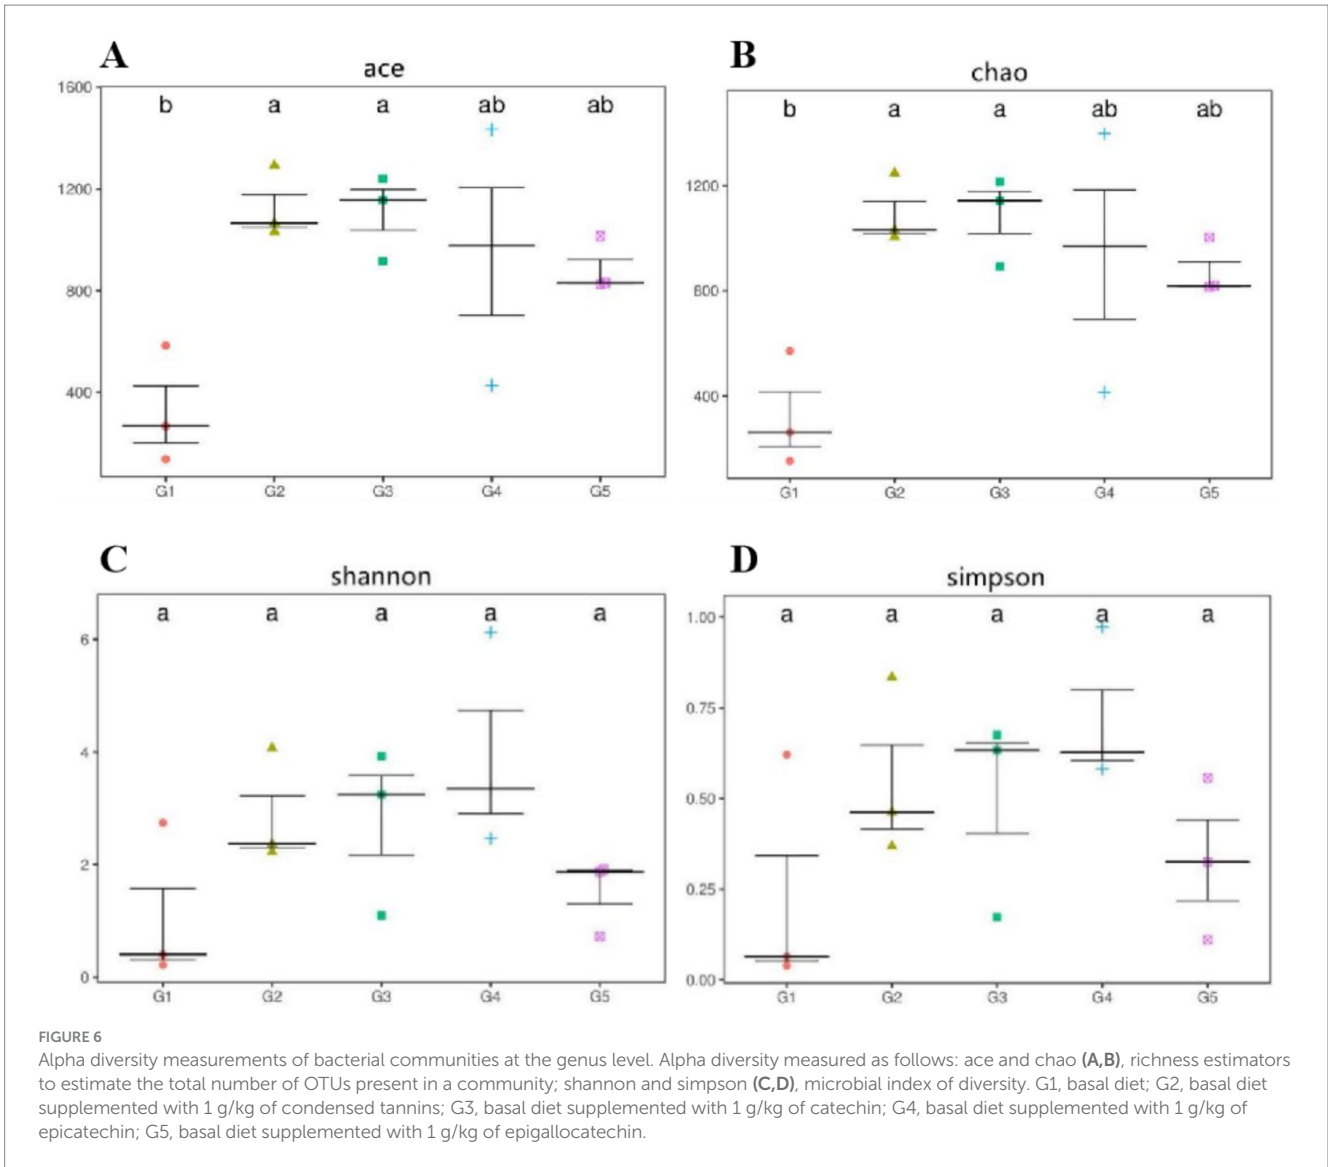 A
ace
1600
1200
800
400
b a a ab ab
G1 G2 G3 G4 G5
B
chao
1200
800
400
b a a ab ab
G1 G2 G3 G4 G5
C
shannon
6
4
2
0
a a a a a
G1 G2 G3 G4 G5
D
simpson
1.00
0.75
0.50
0.25
0.00
a a a a a
G1 G2 G3 G4 G5
FIGURE 6
Alpha diversity measurements of bacterial communities at the genus level. Alpha diversity measured as follows: ace and chao (A,B), richness estimators
to estimate the total number of OTUs present in a community; shannon and simpson (C,D), microbial index of diversity. G1, basal diet; G2, basal diet
supplemented with 1 g/kg of condensed tannins; G3, basal diet supplemented with 1 g/kg of catechin; G4, basal diet supplemented with 1 g/kg of
epicatechin; G5, basal diet supplemented with 1 g/kg of epigallocatechin.